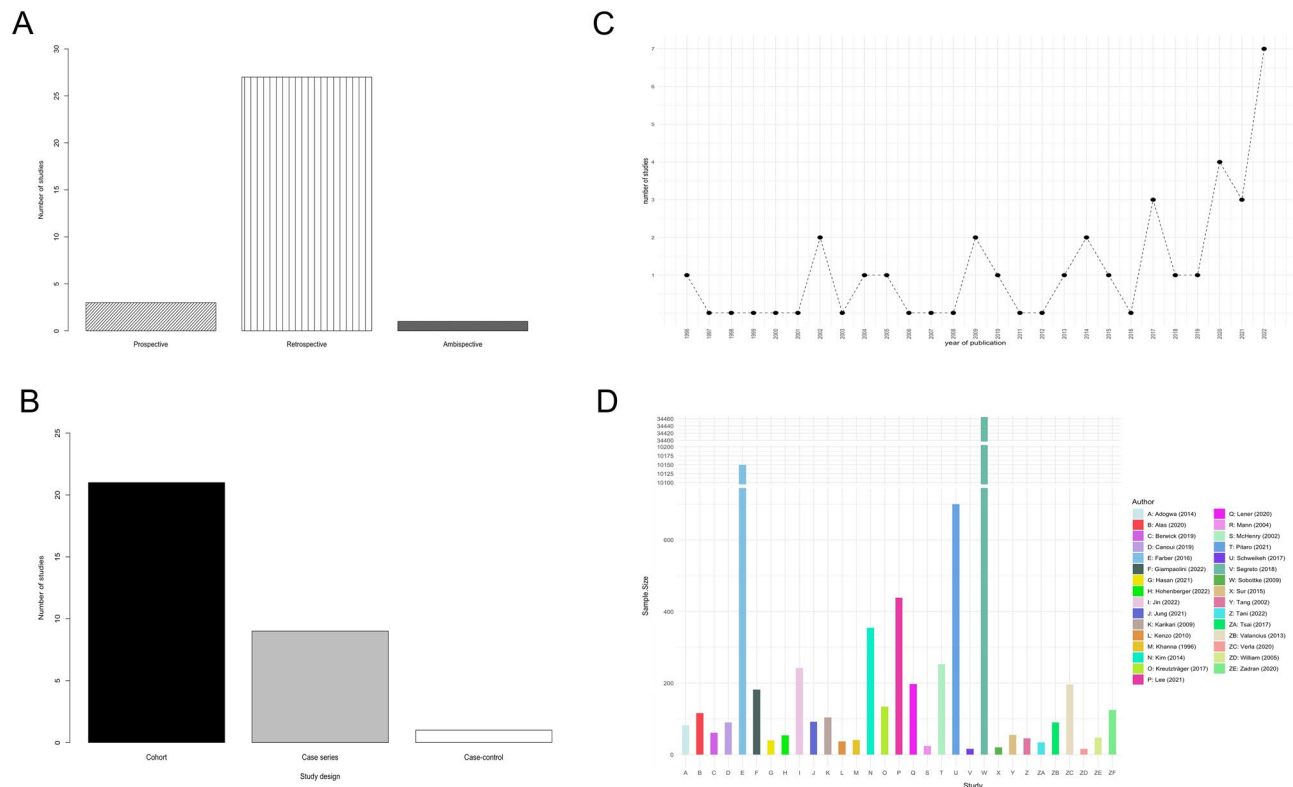 A
Number of studies
30
25
20
15
10
5
0
Prospective Retrospective Ambispective
B
Number of studies
25
20
15
10
5
0
Cohort Case series Case-control
Study design
C
number of studies
7
6
5
4
3
2
1
1996 1997 1998 1999 2000 2001 2002 2003 2004 2005 2006 2007 2008 2009 2010 2011 2012 2013 2014 2015 2016 2017 2018 2019 2020 2021 2022
year of publication
D
Sample.Size
34460
34440
34420
34400
10200
10175
10150
10125
10100
600
400
200
0
A B C D E F G H I J K L M N O P Q S T U V W X Y Z ZA ZB ZC ZD ZE ZF
Study
Author
A: Adogwa (2014)
B: Alas (2020)
C: Berwick (2019)
D: Canoui (2019)
E: Farber (2016)
F: Giampaolini (2022)
G: Hasan (2021)
H: Hohenberger (2022)
I: Jin (2022)
J: Jung (2021)
K: Karikari (2009)
L: Kenzo (2010)
M: Khanna (1996)
N: Kim (2014)
O: Kreutzträger (2017)
P: Lee (2021)
Q: Lener (2020)
R: Mann (2004)
S: McHenry (2002)
T: Pitaro (2021)
U: Schweikeh (2017)
V: Segreto (2018)
W: Sobottke (2009)
X: Sur (2015)
Y: Tang (2002)
Z: Tani (2022)
ZA: Tsai (2017)
ZB: Valancius (2013)
ZC: Verla (2020)
ZD: William (2005)
ZE: Zadran (2020)